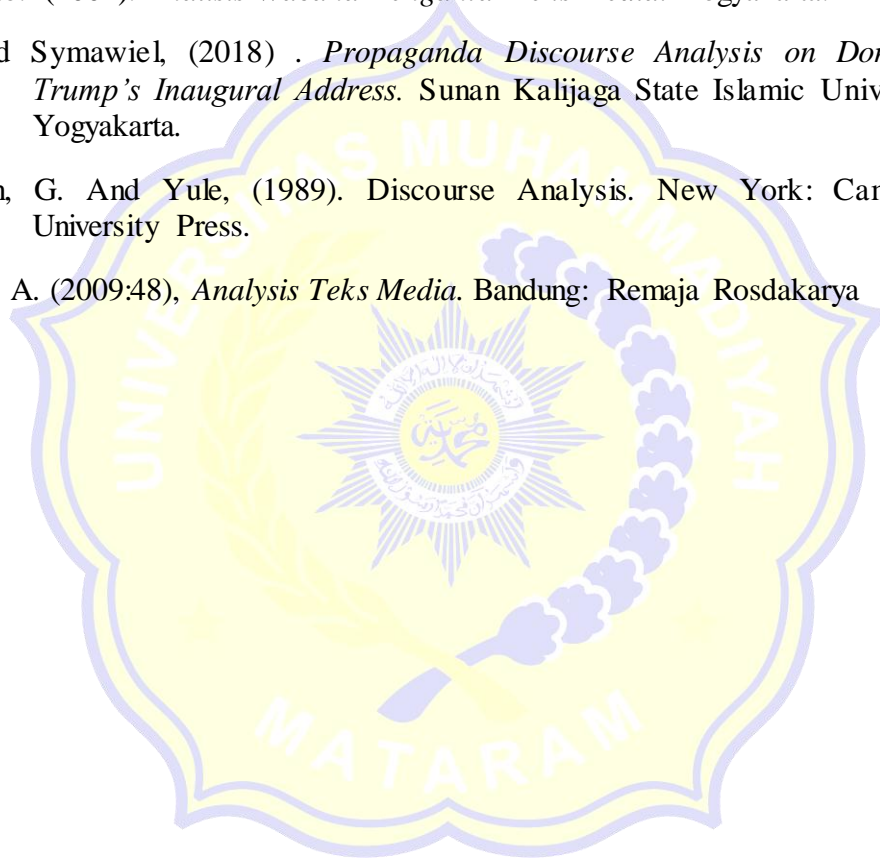 d Symawiel, (2018) . Propaganda Discourse Analysis on Don
Trump's Inaugural Address. Sunan Kalijaga State Islamic Univ
Yogyakarta.
n, G. And Yule, (1989). Discourse Analysis. New York: Cam
University Press.
A. (2009:48), Analysis Teks Media. Bandung: Remaja Rosdakarya
UNIVERSITAS MUHAMMADIYAH
MATARAM